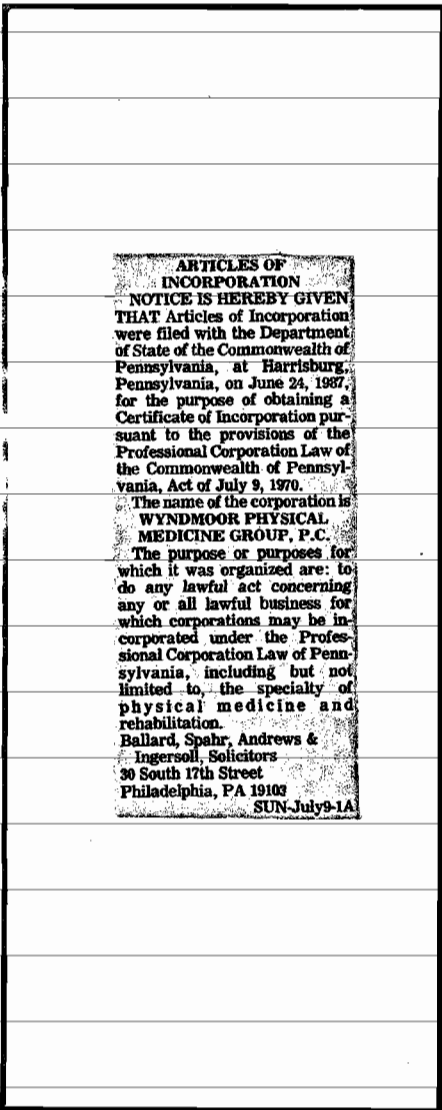 ARTICLES OF
INCORPORATION
NOTICE IS HEREBY GIVEN
THAT Articles of Incorporation
were filed with the Department
of State of the Commonwealth of
Pennsylvania, at Harrisburg,
Pennsylvania, on June 24, 1987,
for the purpose of obtaining a
Certificate of Incorporation pur-
suant to the provisions of the
Professional Corporation Law of
the Commonwealth of Pennsyl-
vania, Act of July 9, 1970.
The name of the corporation is
WYNDMOOR PHYSICAL
MEDICINE GROUP, P.C.
The purpose or purposes for
which it was organized are: to
do any lawful act concerning
any or all lawful business for
which corporations may be in-
corporated under the Profes-
sional Corporation Law of Penn-
sylvania, including but not
limited to, the specialty of
physical medicine and
rehabilitation.
Ballard, Spahr, Andrews &
Ingersoll, Solicitors
30 South 17th Street
Philadelphia, PA 19103
SUN-July9-1A